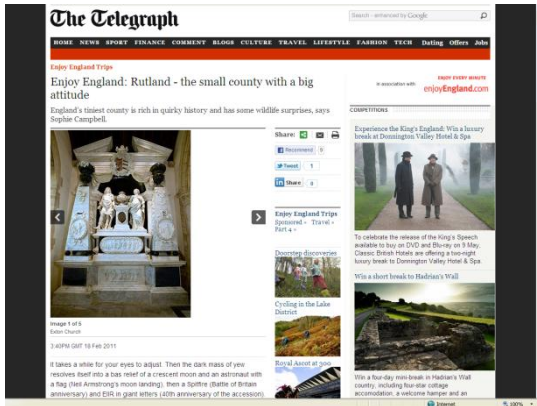 The Telegraph
Search - enhanced by Google
HOME NEWS SPORT FINANCE COMMENT BLOGS CULTURE TRAVEL LIFESTYLE FASHION TECH Dating Offers Jobs
Enjoy England Trips
Enjoy England: Rutland - the small county with a big
attitude
England's tiniest county is rich in quirky history and has some wildlife surprises, says
Sophie Campbell.
Image 1 of 5
Exton Church
3:40PM GMT 18 Feb 2011
It takes a while for your eyes to adjust. Then the dark mass of yew
resolves itself into a bas relief of a crescent moon and an astronaut with
a flag (Neil Armstrong's moon landing), then a Spitfire (Battle of Britain
anniversary) and EIIR in giant letters (40th anniversary of the accession).
Share:
Recommend 0
Tweet 1
Share 0
Enjoy England Trips
Sponsored » Travel »
Part 4 »
Doorstep discoveries
Cycling in the Lake
District
Royal Ascot at 300
In association with
ENJOY EVERY MINUTE
enjoyEngland.com
COMPETITIONS
Experience the King's England: Win a luxury
break at Donnington Valley Hotel & Spa
To celebrate the release of the King's Speech
available to buy on DVD and Blu-ray on 9 May,
Classic British Hotels are offering a two-night
luxury break to Donnington Valley Hotel & Spa
Win a short break to Hadrian's Wall
Win a four-day mini-break in Hadrian's Wall
country, including four-star
accomodation, a welcome hamper and an
Internet
100%